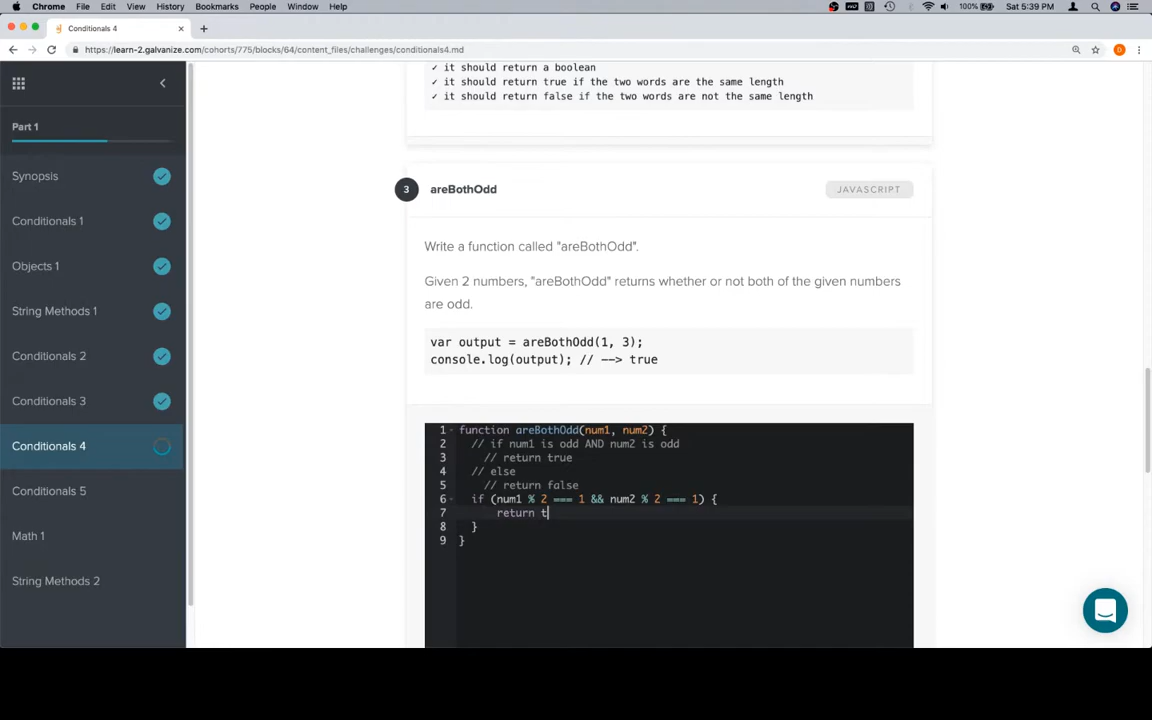 Chrome File Edit View History Bookmarks People Window Help
100% Sat 5:39 PM
Conditionals 4
https://learn-2.galvanize.com/cohorts/775/blocks/64/content_files/challenges/conditionals4.md
D
Part 1
Synopsis
Conditionals 1
Objects 1
String Methods 1
Conditionals 2
Conditionals 3
Conditionals 4
Conditionals 5
Math 1
String Methods 2
✓ it should return a boolean
✓ it should return true if the two words are the same length
✓ it should return false if the two words are not the same length
3 areBothOdd JAVASCRIPT
Write a function called "areBothOdd".
Given 2 numbers, "areBothOdd" returns whether or not both of the given numbers
are odd.
var output = areBothOdd(1, 3);
console.log(output); // --> true
1 function areBothOdd(num1, num2) {
2 // if num1 is odd AND num2 is odd
3 // return true
4 // else
5 // return false
6 if (num1 % 2 === 1 && num2 % 2 === 1) {
7 return t
8 }
9 }